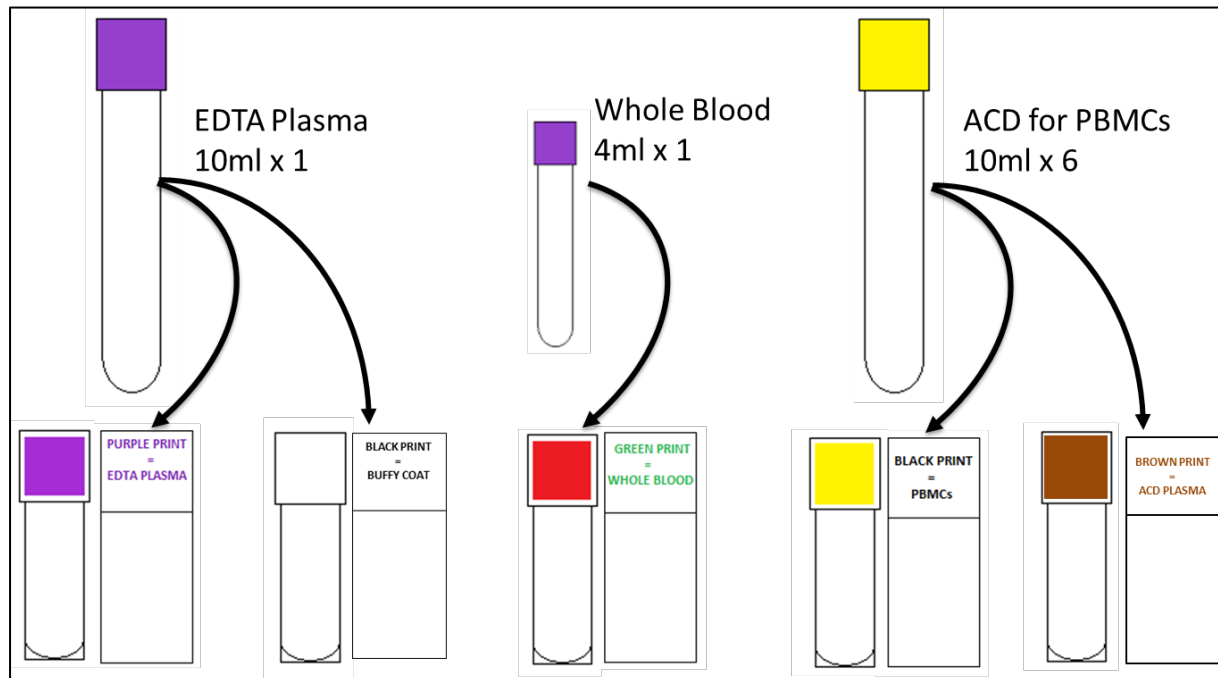 EDTA Plasma
10ml x 1
Whole Blood
4ml x 1
ACD for PBMCs
10ml x 6
PURPLE PRINT
=
EDTA PLASMA
BLACK PRINT
=
BUFFY COAT
GREEN PRINT
=
WHOLE BLOOD
BLACK PRINT
=
PBMCs
BROWN PRINT
=
ACD PLASMA